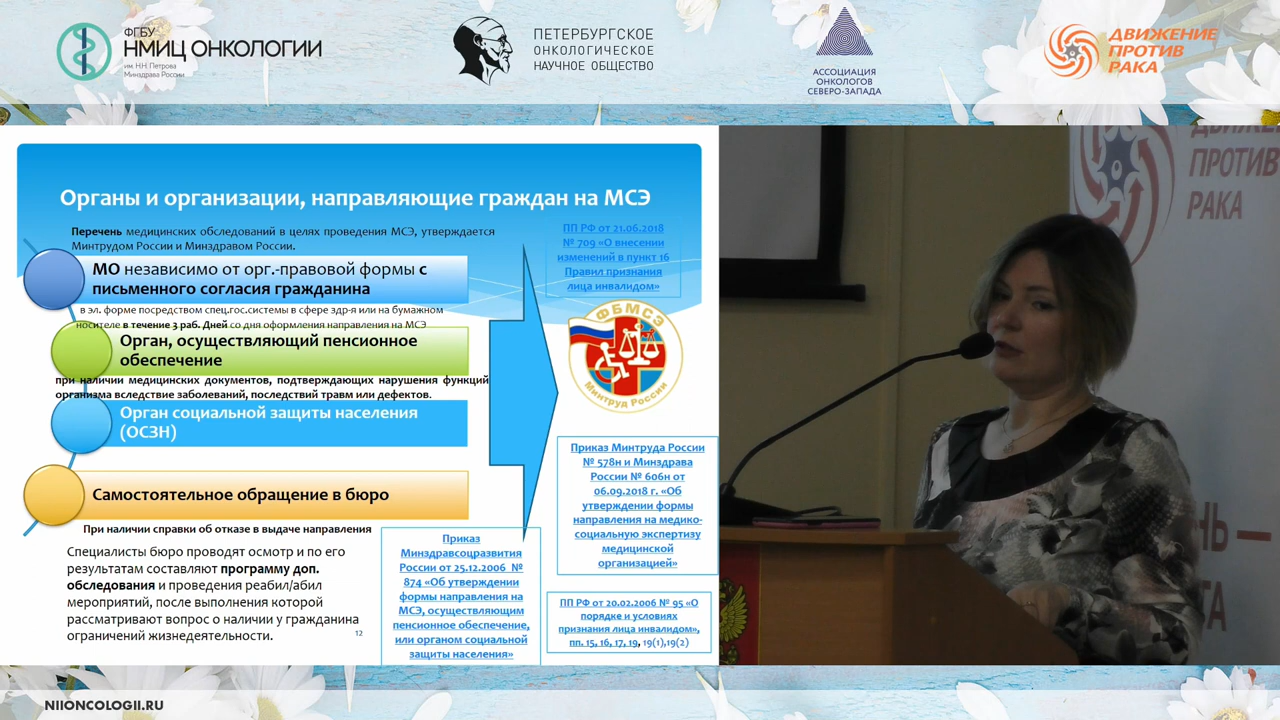 ФГБУ
НМИЦ ОНКОЛОГИИ
им. Н.Н. Петрова
Минздрава России
ПЕТЕРБУРГСКОЕ
ОНКОЛОГИЧЕСКОЕ
НАУЧНОЕ ОБЩЕСТВО
АССОЦИАЦИЯ
ОНКОЛОГОВ
СЕВЕРО-ЗАПАДА
ДВИЖЕНИЕ
ПРОТИВ
РАКА
Органы и организации, направляющие граждан на МСЭ
Перечень медицинских обследований в целях проведения МСЭ, утверждается
Минтрудом России и Минздравом России.
МО независимо от орг.-правовой формы с
письменного согласия гражданина
в эл. форме посредством спец.гос.системы в сфере здр-я или на бумажном
носителе в течение 3 раб. Дней со дня оформления направления на МСЭ
Орган, осуществляющий пенсионное
обеспечение
при наличии медицинских документов, подтверждающих нарушения функций
организма вследствие заболеваний, последствий травм или дефектов.
Орган социальной защиты населения
(ОСЗН)
Самостоятельное обращение в бюро
При наличии справки об отказе в выдаче направления
Специалисты бюро проводят осмотр и по его
результатам составляют программу доп.
обследования и проведения реабил/абил
мероприятий, после выполнения которой
рассматривают вопрос о наличии у гражданина
ограничений жизнедеятельности.
12
ПП РФ от 21.06.2018
№ 709 «О внесении
изменений в пункт 16
Правил признания
лица инвалидом»
ФБМСЭ
Минтруд России
Приказ Минтруда России
№ 578н и Минздрава
России № 606н от
06.09.2018 г. «Об
утверждении формы
направления на медико-
социальную экспертизу
медицинской
организацией»
Приказ
Минздравсоцразвития
России от 25.12.2006 №
874 «Об утверждении
формы направления на
МСЭ, осуществляющим
пенсионное обеспечение,
или органом социальной
защиты населения»
ПП РФ от 20.02.2006 № 95 «О
порядке и условиях
признания лица инвалидом»,
пп. 15, 16, 17, 19, 19(1),19(2)
ДВИЖЕН
ПРОТИВ
РАКА
НЬ —
ТА
NIIONCOLOGII.RU